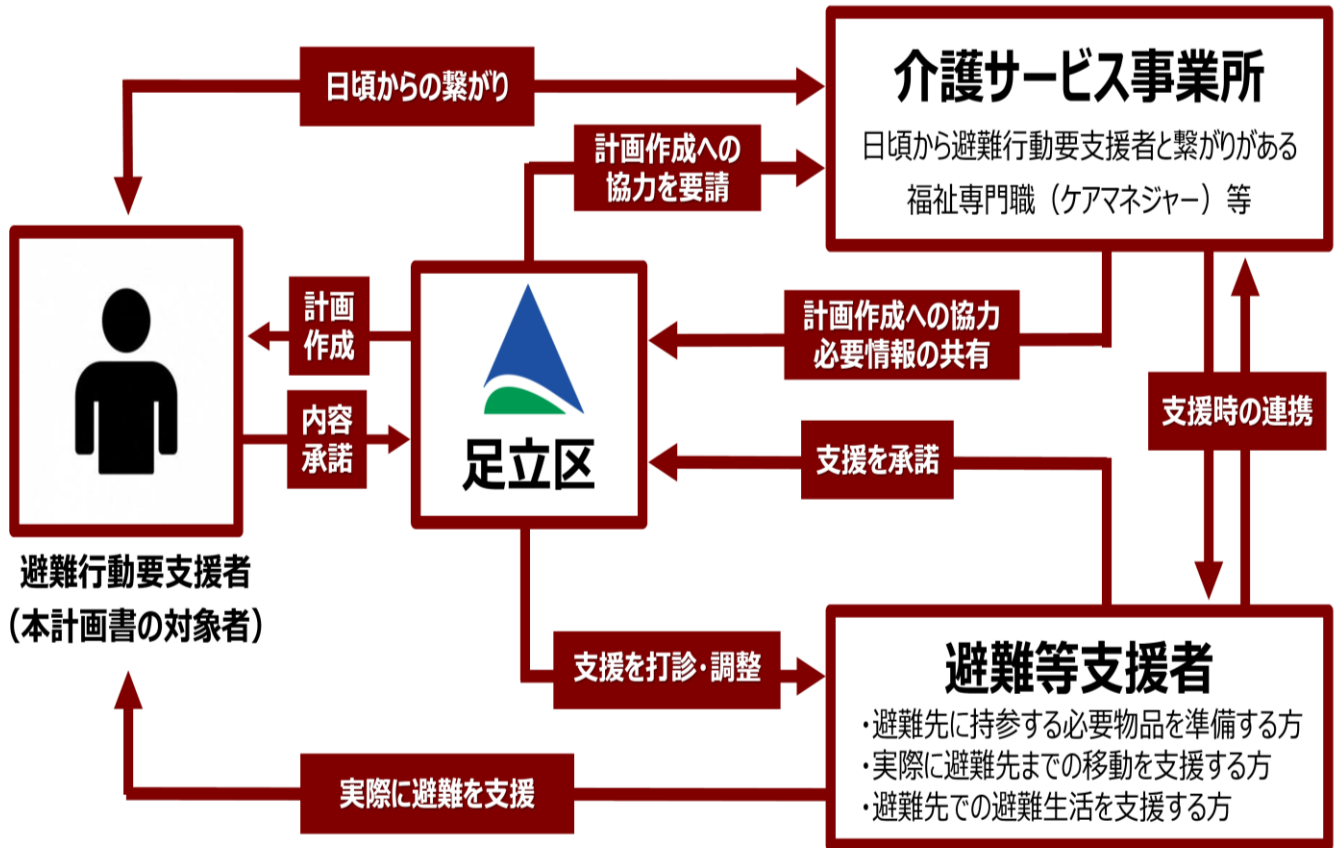 日頃からの繋がり
介護サービス事業所
日頃から避難行動要支援者と繋がりがある
福祉専門職（ケアマネジャー）等
計画作成への
協力を要請
計画
作成
内容
承諾
足立区
計画作成への協力
必要情報の共有
支援時の連携
支援を承諾
避難行動要支援者
（本計画書の対象者）
支援を打診・調整
実際に避難を支援
避難等支援者
・避難先に持参する必要物品を準備する方
・実際に避難先までの移動を支援する方
・避難先での避難生活を支援する方